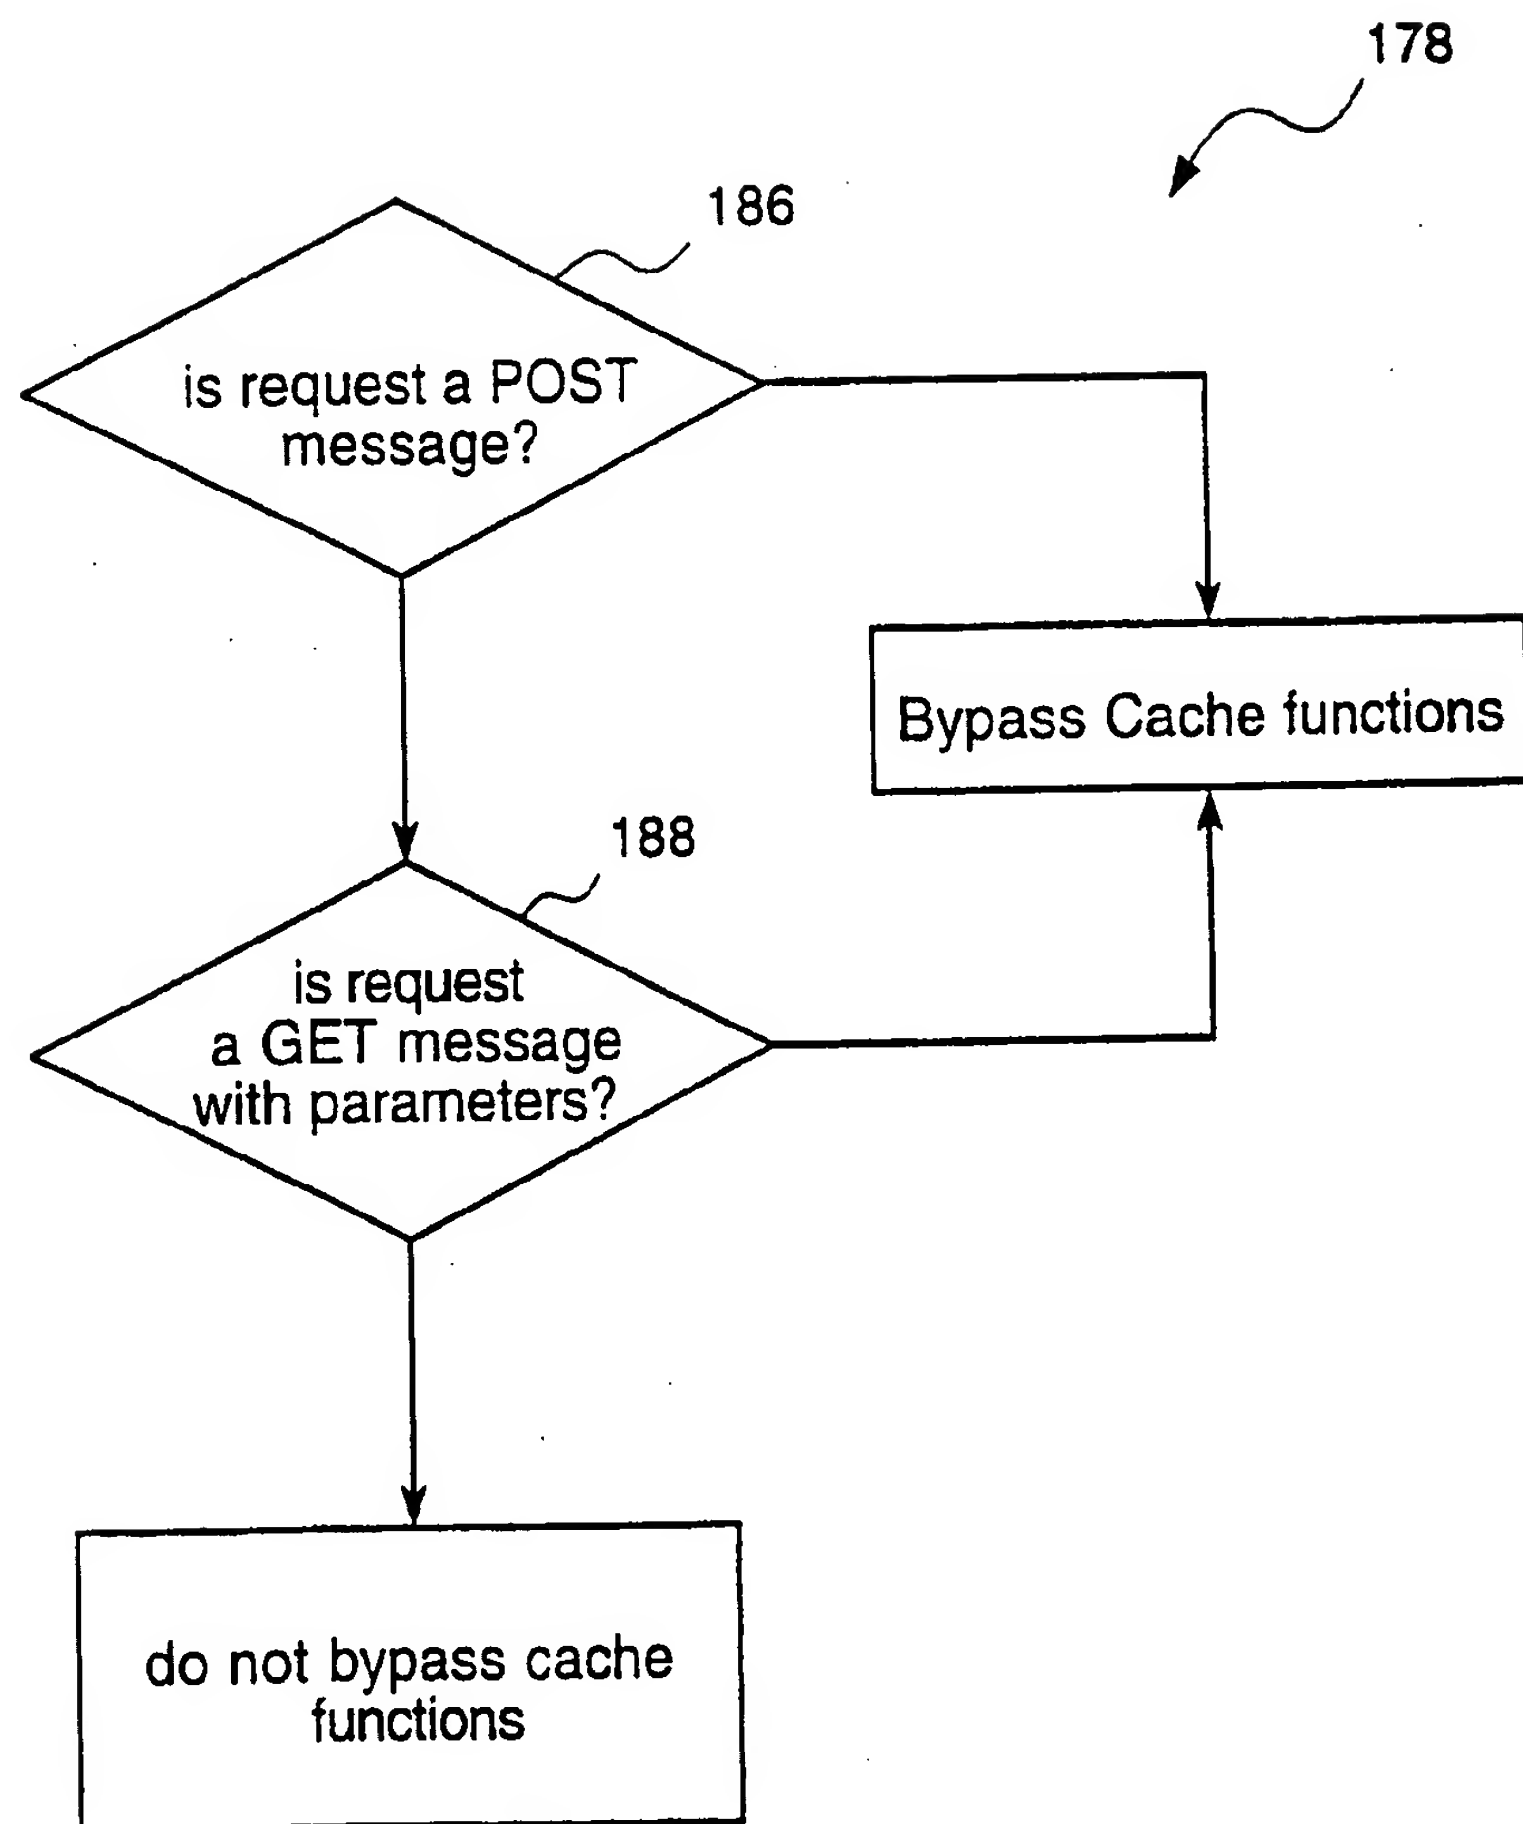 178
186
is request a POST
message?
Bypass Cache functions
188
is request
a GET message
with parameters?
do not bypass cache
functions